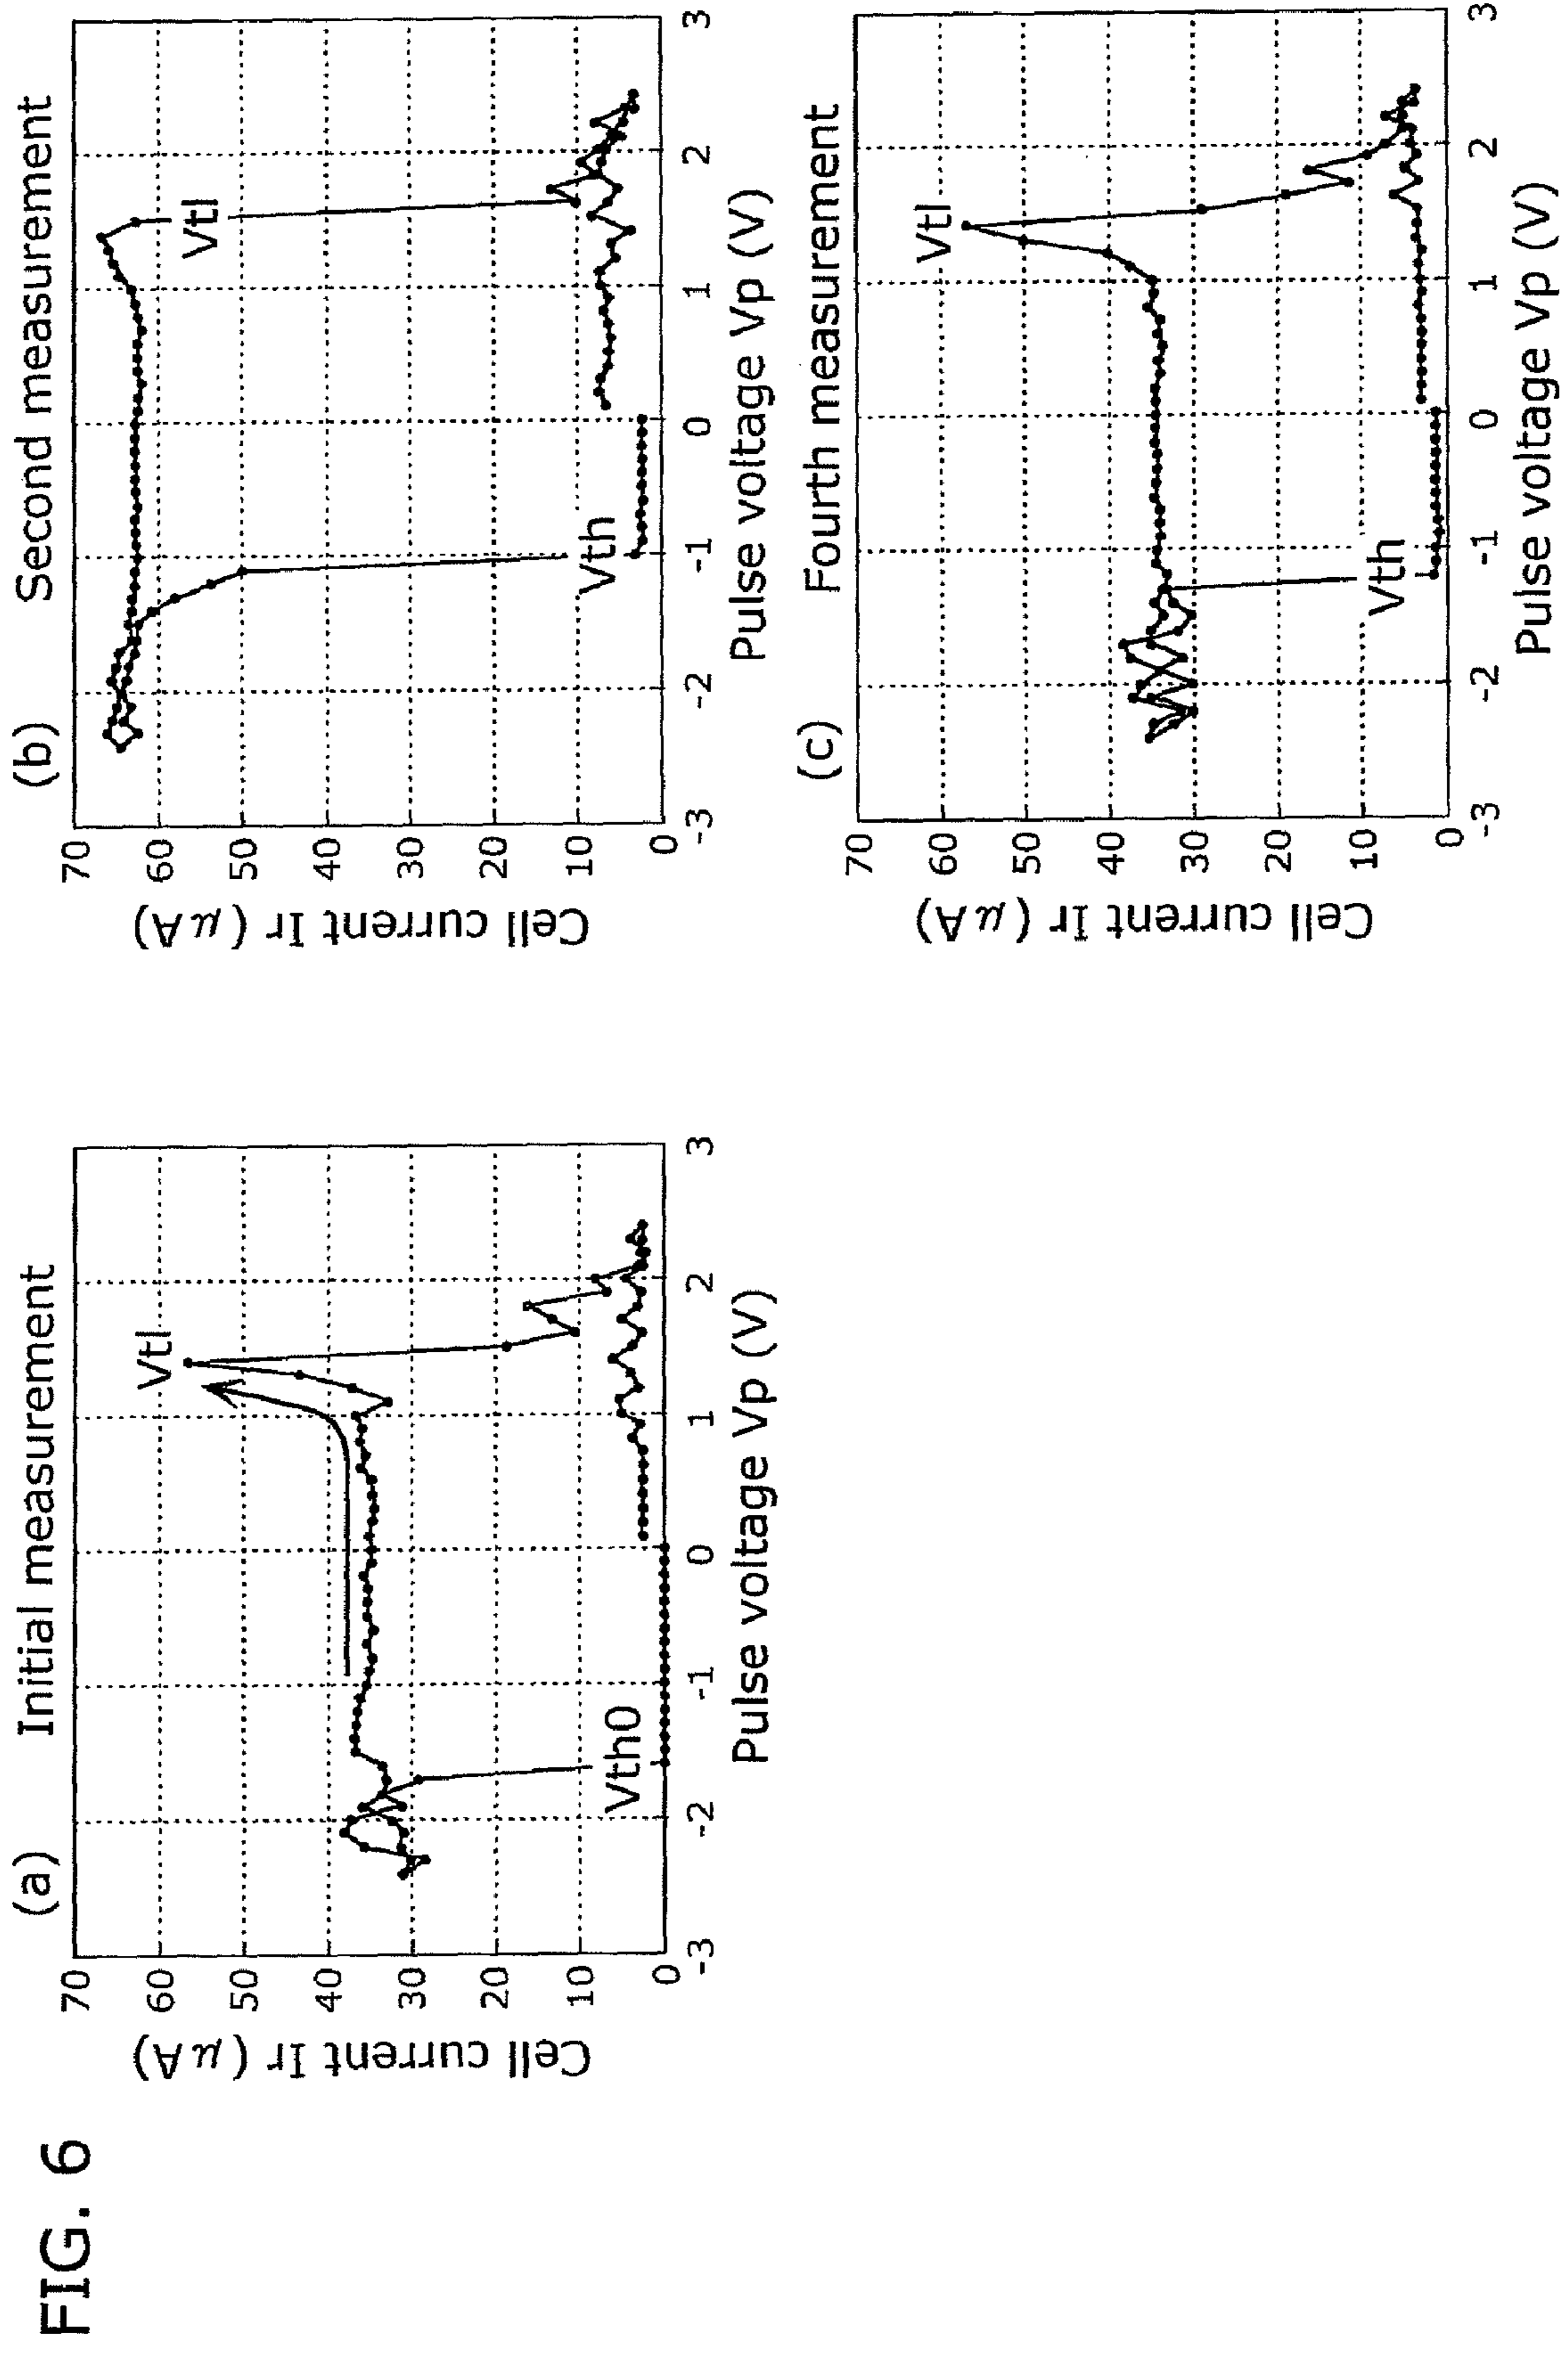 FIG. 6
(a) Initial measurement
Cell current Ir (μA)
70
60
50
40
30
20
10
0
-3
-2
-1
0
1
2
3
Pulse voltage Vp (V)
Vtl
Vth0
(b) Second measurement
Cell current Ir (μA)
70
60
50
40
30
20
10
0
-3
-2
-1
0
1
2
3
Pulse voltage Vp (V)
Vtl
Vth
(c) Fourth measurement
Cell current Ir (μA)
70
60
50
40
30
20
10
0
-3
-2
-1
0
1
2
3
Pulse voltage Vp (V)
Vtl
Vth